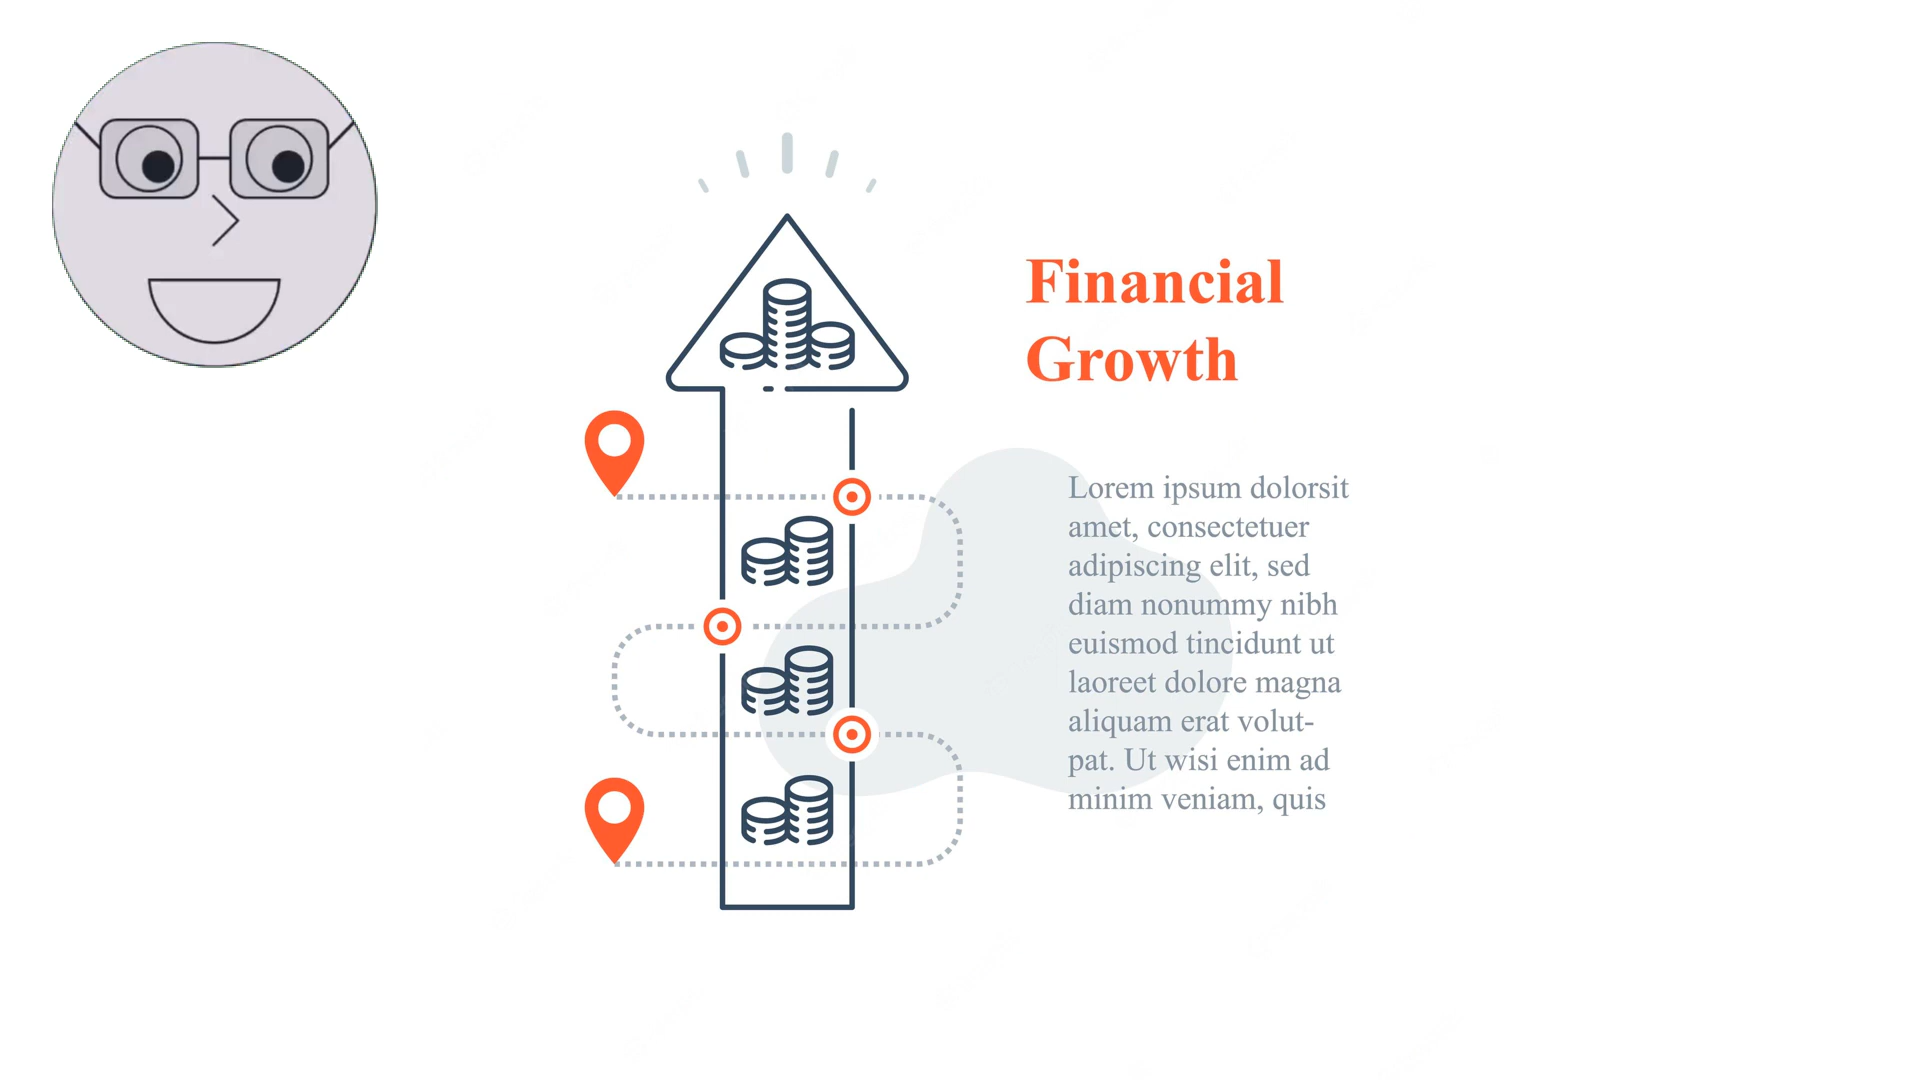 Financial
Growth
Lorem ipsum dolorsit
amet, consectetuer
adipiscing elit, sed
diam nonummy nibh
euismod tincidunt ut
laoreet dolore magna
aliquam erat volut-
pat. Ut wisi enim ad
minim veniam, quis